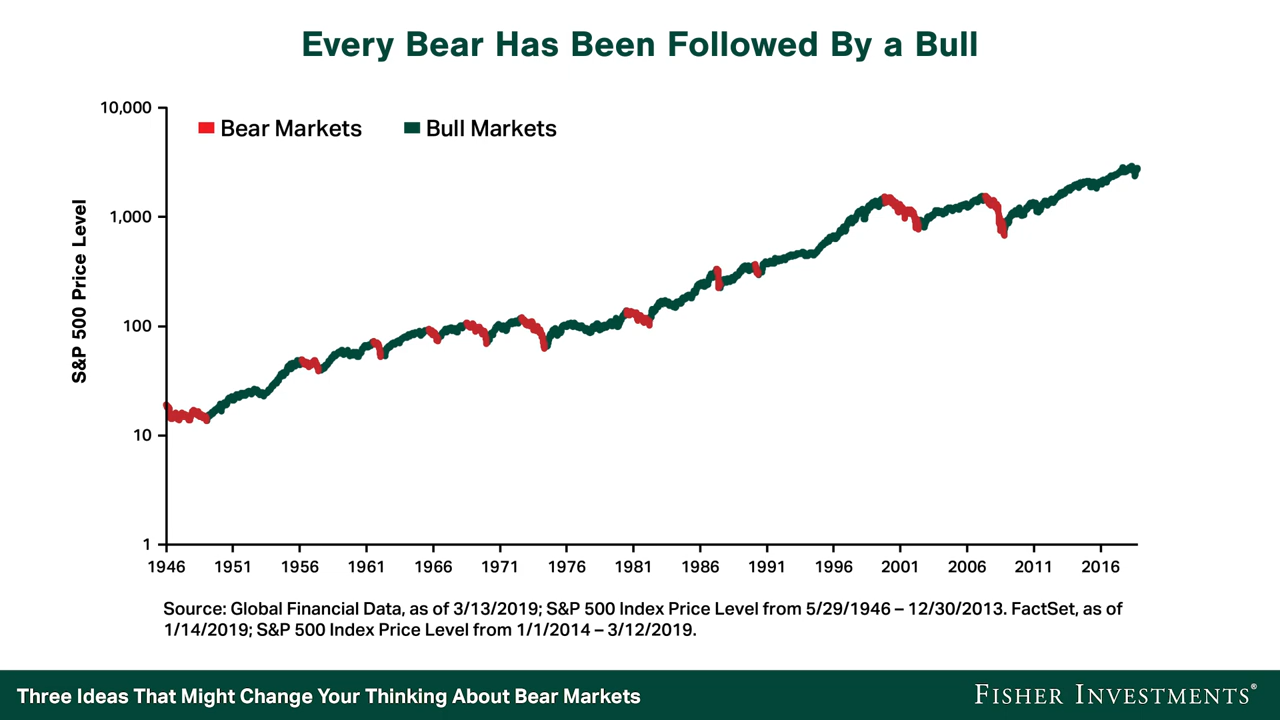 Every Bear Has Been Followed By a Bull
10,000
Bear Markets
Bull Markets
S&P 500 Price Level
1,000
100
10
1
1946 1951 1956 1961 1966 1971 1976 1981 1986 1991 1996 2001 2006 2011 2016
Source: Global Financial Data, as of 3/13/2019; S&P 500 Index Price Level from 5/29/1946 – 12/30/2013. FactSet, as of
1/14/2019; S&P 500 Index Price Level from 1/1/2014 – 3/12/2019.
Three Ideas That Might Change Your Thinking About Bear Markets
FISHER INVESTMENTS®